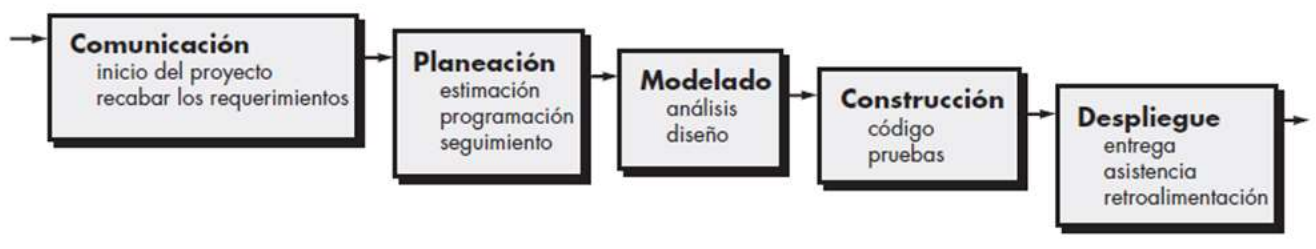 Comunicación
inicio del proyecto
recabar los requerimientos
Planeación
estimación
programación
seguimiento
Modelado
análisis
diseño
Construcción
código
pruebas
Despliegue
entrega
asistencia
retroalimentación